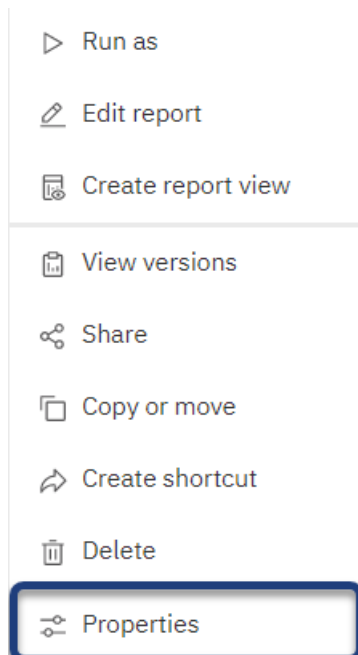 Run as
Edit report
Create report view
View versions
Share
Copy or move
Create shortcut
Delete
Properties